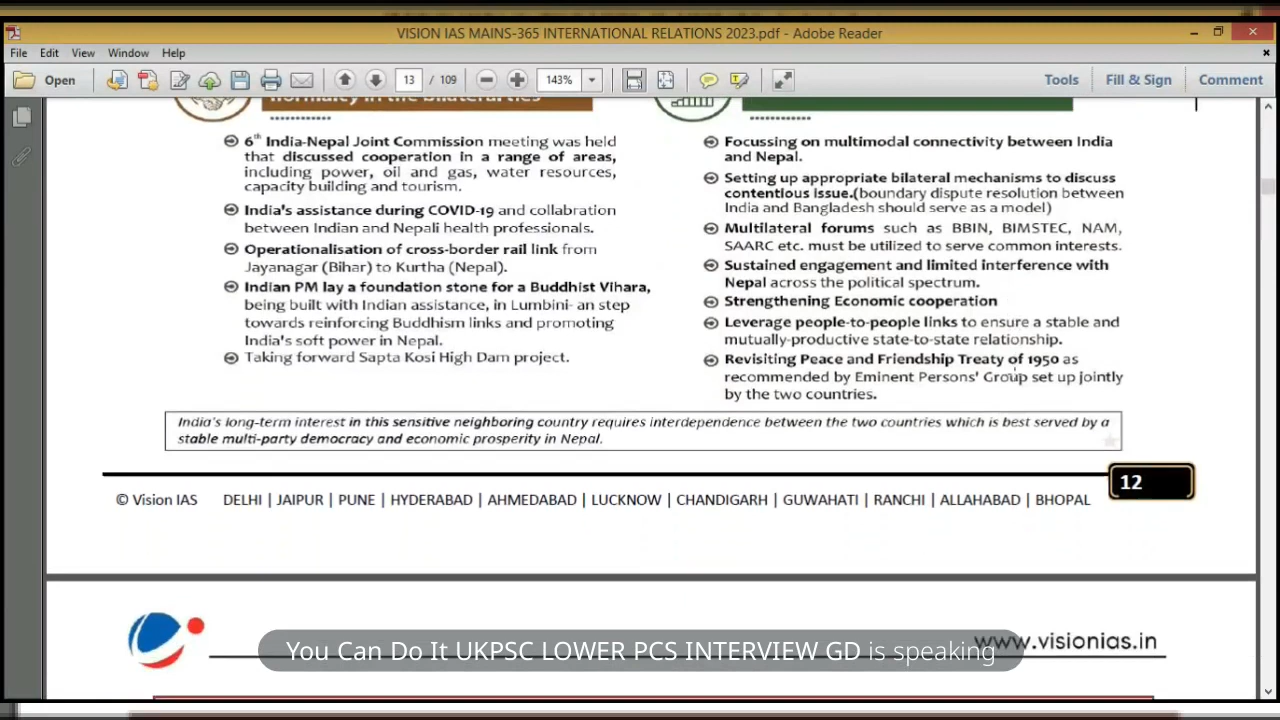 VISION IAS MAINS-365 INTERNATIONAL RELATIONS 2023.pdf - Adobe Reader
File Edit View Window Help
Open 13 / 109 143% Tools Fill & Sign Comment
normalcy in the bilateral ties
6th India-Nepal Joint Commission meeting was held
that discussed cooperation in a range of areas,
including power, oil and gas, water resources,
capacity building and tourism.
India's assistance during COVID-19 and collabration
between Indian and Nepali health professionals.
Operationalisation of cross-border rail link from
Jayanagar (Bihar) to Kurtha (Nepal).
Indian PM lay a foundation stone for a Buddhist Vihara,
being built with Indian assistance, in Lumbini- an step
towards reinforcing Buddhism links and promoting
India's soft power in Nepal.
Taking forward Sapta Kosi High Dam project.
Focussing on multimodal connectivity between India
and Nepal.
Setting up appropriate bilateral mechanisms to discuss
contentious issue.(boundary dispute resolution between
India and Bangladesh should serve as a model)
Multilateral forums such as BBIN, BIMSTEC, NAM,
SAARC etc. must be utilized to serve common interests.
Sustained engagement and limited interference with
Nepal across the political spectrum.
Strengthening Economic cooperation
Leverage people-to-people links to ensure a stable and
mutually-productive state-to-state relationship.
Revisiting Peace and Friendship Treaty of 1950 as
recommended by Eminent Persons' Group set up jointly
by the two countries.
India's long-term interest in this sensitive neighboring country requires interdependence between the two countries which is best served by a
stable multi-party democracy and economic prosperity in Nepal.
12
© Vision IAS DELHI | JAIPUR | PUNE | HYDERABAD | AHMEDABAD | LUCKNOW | CHANDIGARH | GUWAHATI | RANCHI | ALLAHABAD | BHOPAL
www.visionias.in
You Can Do It UKPSC LOWER PCS INTERVIEW GD is speaking